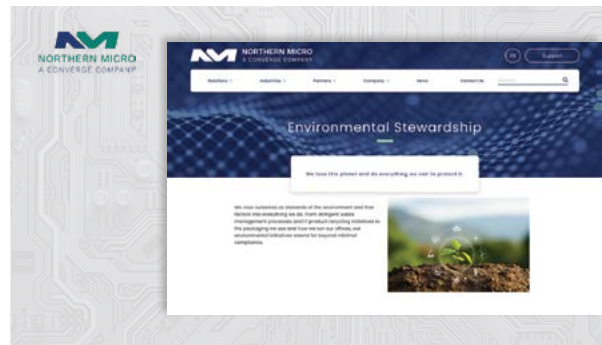 NORTHERN MICRO
A CONVERGE COMPANY
NORTHERN MICRO
A CONVERGE COMPANY
FR
Support
Solutions
Industries
Partners
Company
News
Contact Us
Environmental Stewardship
We love this planet and do everything we can to protect it.
We view ourselves as stewards of the environment and that
factors into everything we do. From stringent waste
management processes and IT product recycling initiatives to
the packaging we use and how we run our offices, our
environmental initiatives extend far beyond minimal
compliance.